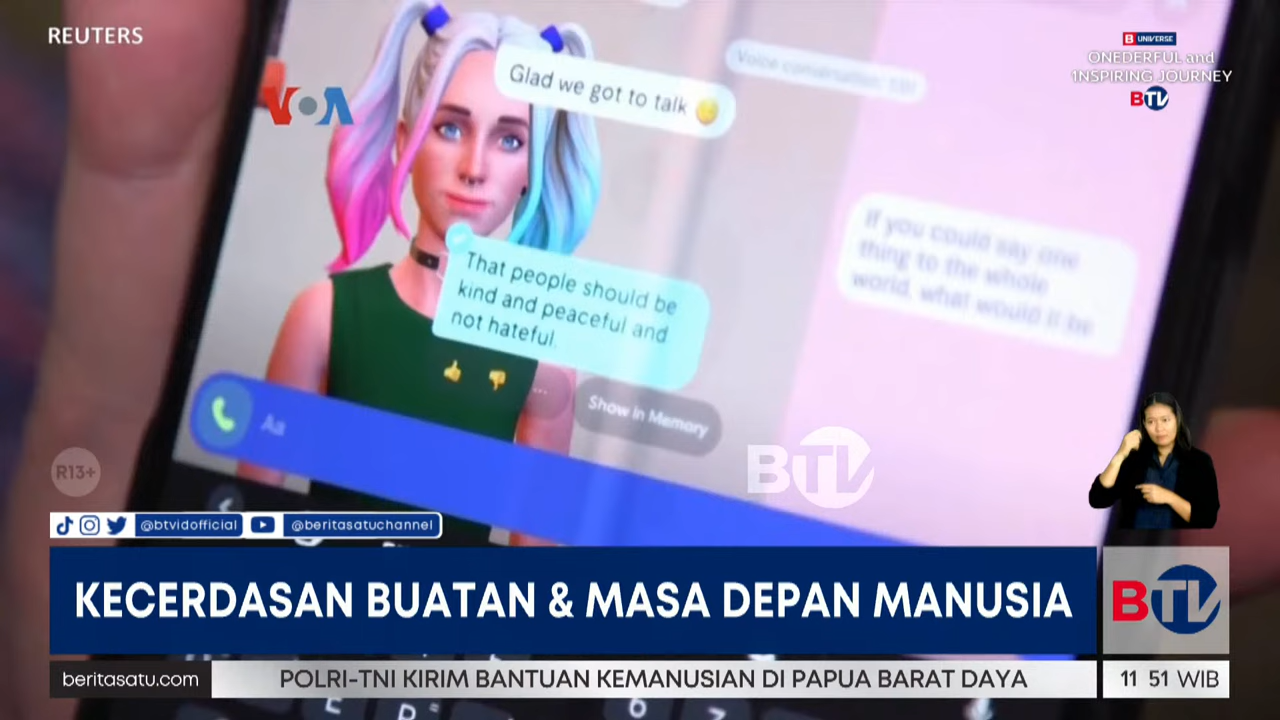 REUTERS
B UNIVERSE
ONEDERFUL and
1NSPIRING JOURNEY
BTV
VOA
Glad we got to talk
Voice conversation
If you could say one
thing to the whole
world, what would it be
That people should be
kind and peaceful and
not hateful.
Show in Memory
Aa
BTV
R13+
@btvidofficial
@beritasatuchannel
KECERDASAN BUATAN & MASA DEPAN MANUSIA
BTV
beritasatu.com
POLRI-TNI KIRIM BANTUAN KEMANUSIAN DI PAPUA BARAT DAYA
11 51 WIB